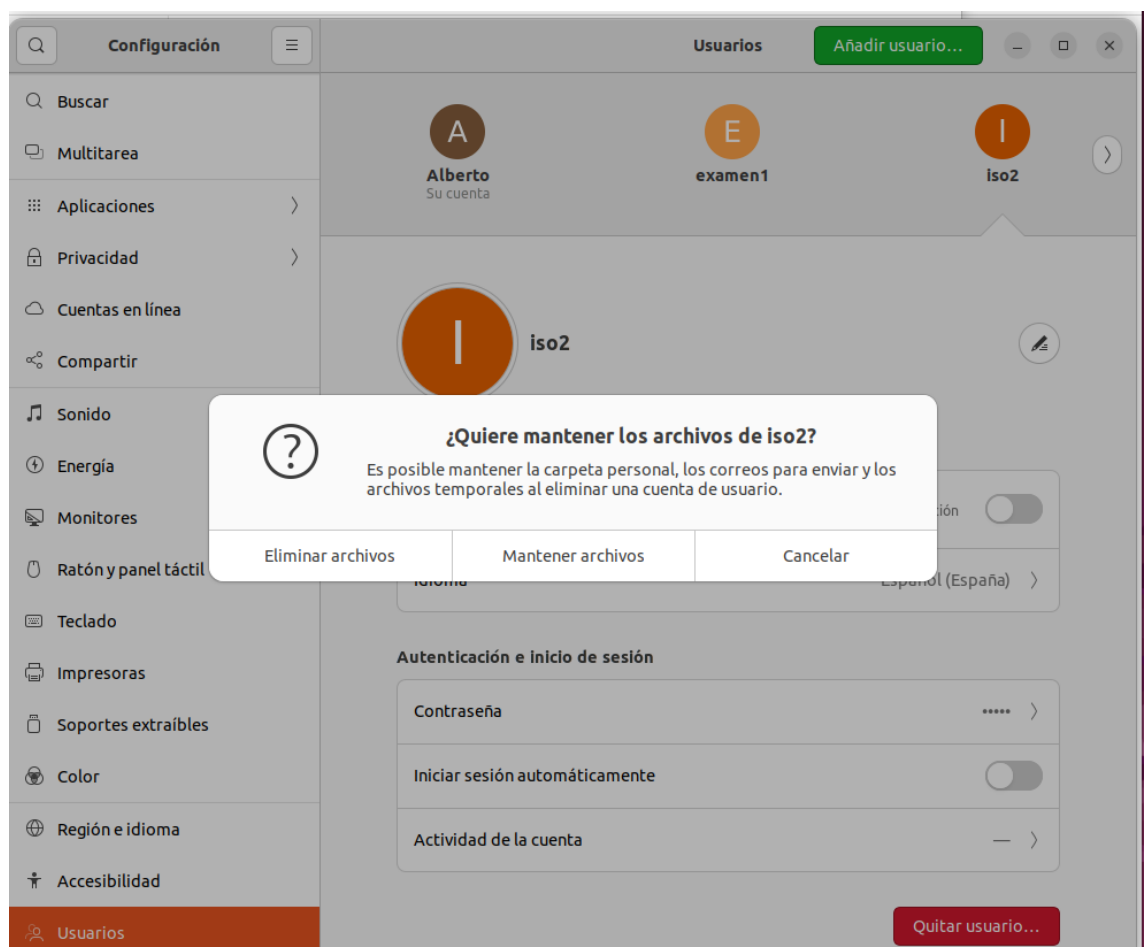 Configuración
Usuarios
Añadir usuario...
Buscar
Multitarea
Aplicaciones
Privacidad
Cuentas en línea
Compartir
Sonido
Energía
Monitores
Ratón y panel táctil
Teclado
Impresoras
Soportes extraíbles
Color
Región e idioma
Accesibilidad
Usuarios
A
Alberto
Su cuenta
E
examen1
I
iso2
I
iso2
¿Quiere mantener los archivos de iso2?
Es posible mantener la carpeta personal, los correos para enviar y los
archivos temporales al eliminar una cuenta de usuario.
Eliminar archivos
Mantener archivos
Cancelar
Idioma
Español (España)
Autenticación e inicio de sesión
Contraseña
•••••
Iniciar sesión automáticamente
Actividad de la cuenta
—
Quitar usuario...